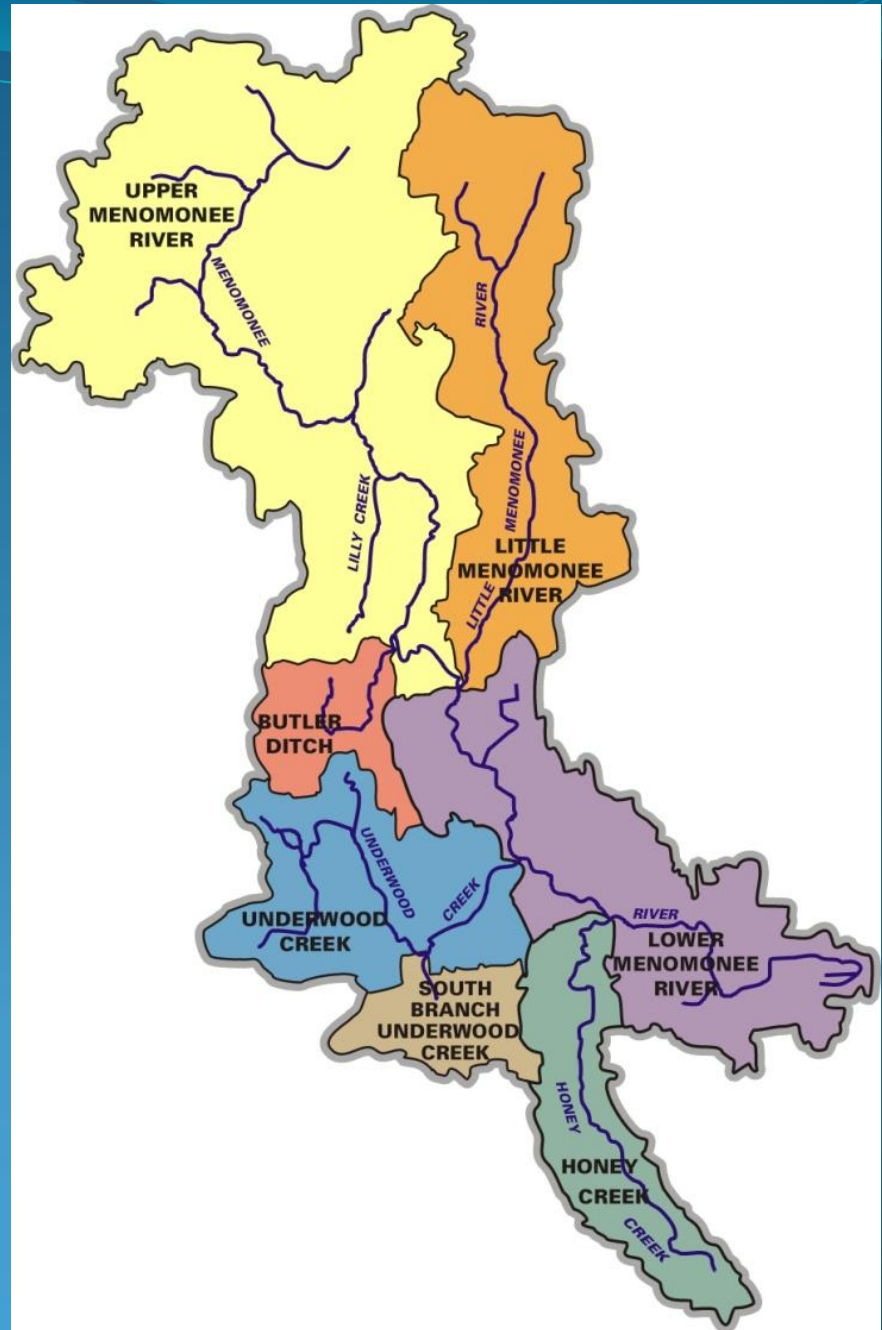 UPPER
MENOMONEE
RIVER
MENOMONEE
RIVER
MENOMONEE
LITTLE
LILLY CREEK
LITTLE
MENOMONEE
RIVER
BUTLER
DITCH
UNDERWOOD
CREEK
UNDERWOOD
CREEK
RIVER
LOWER
MENOMONEE
RIVER
SOUTH
BRANCH
UNDERWOOD
CREEK
HONEY
HONEY
CREEK
CREEK